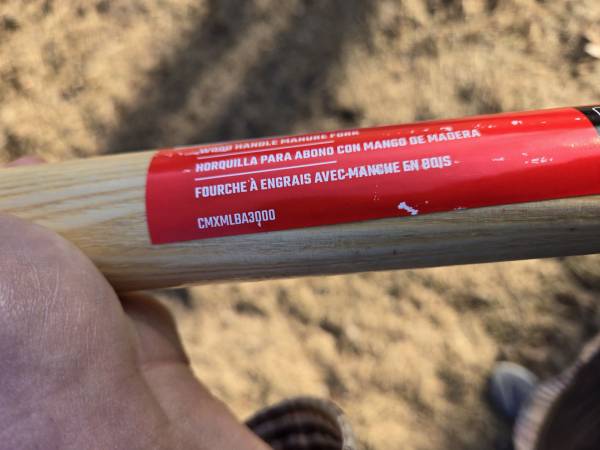 WOOD HANDLE MANURE FORK
HORQUILLA PARA ABONO CON MANGO DE MADERA
FOURCHE À ENGRAIS AVEC MANCHE EN BOIS
CMXMLBA3000